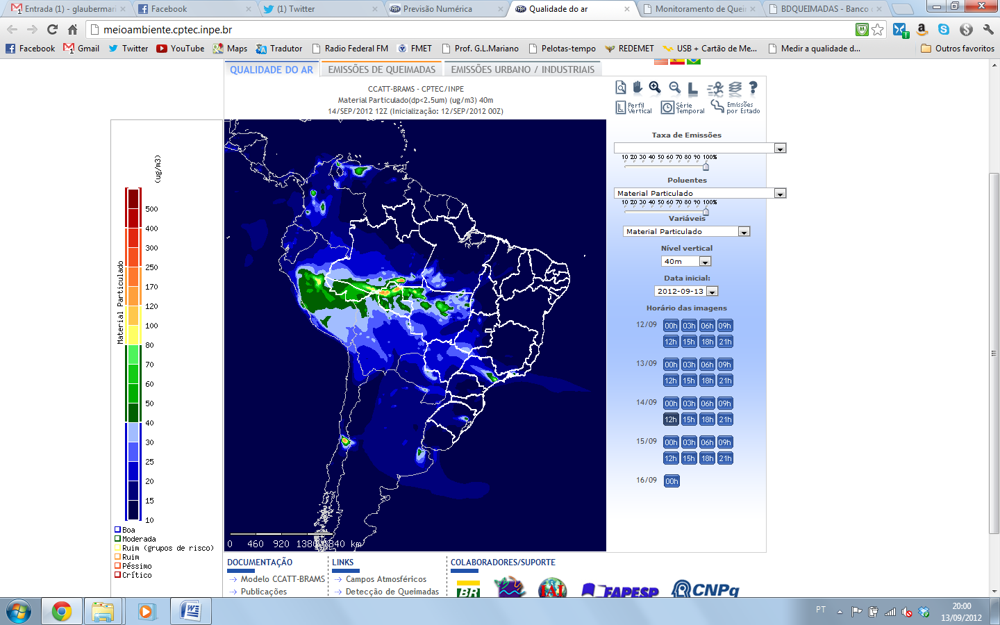 Entrada (1) - glaubermari
Facebook
(1) Twitter
Previsão Numérica
Qualidade do ar
Monitoramento de Queim
BDQUEIMADAS - Banco
meioambiente.cptec.inpe.br
Facebook
Gmail
Twitter
YouTube
Maps
Tradutor
Radio Federal FM
FMET
Prof. G.L.Mariano
Pelotas-tempo
REDEMET
USB + Cartão de Me...
Medir a qualidade d...
Outros favoritos
QUALIDADE DO AR
EMISSÕES DE QUEIMADAS
EMISSÕES URBANO / INDUSTRIAIS
CCATT-BRAMS - CPTEC/INPE
Material Particulado(dp<2.5um) (ug/m3) 40m
14/SEP/2012 12Z (Inicialização: 12/SEP/2012 00Z)
Perfil
Vertical
Série
Temporal
Emissões
por Estado
Taxa de Emissões
10 20 30 40 50 60 70 80 90 100%
Poluentes
Material Particulado
10 20 30 40 50 60 70 80 90 100%
Variáveis
Material Particulado
Nível vertical
40m
Data inicial:
2012-09-13
Horário das imagens
12/09 00h 03h 06h 09h
12h 15h 18h 21h
13/09 00h 03h 06h 09h
12h 15h 18h 21h
14/09 00h 03h 06h 09h
12h 15h 18h 21h
15/09 00h 03h 06h 09h
12h 15h 18h 21h
16/09 00h
(ug/m3)
Material Particulado
500
400
300
250
170
120
100
80
70
60
50
40
30
25
20
15
10
Boa
Moderada
Ruim (grupos de risco)
Ruim
Péssimo
Crítico
0 460 920 1380 1840 km
DOCUMENTAÇÃO
Modelo CCATT-BRAMS
Publicações
LINKS
Campos Atmosféricos
Detecção de Queimadas
COLABORADORES/SUPORTE
BR
IAI
FAPESP
CNPq
PT
20:00
13/09/2012